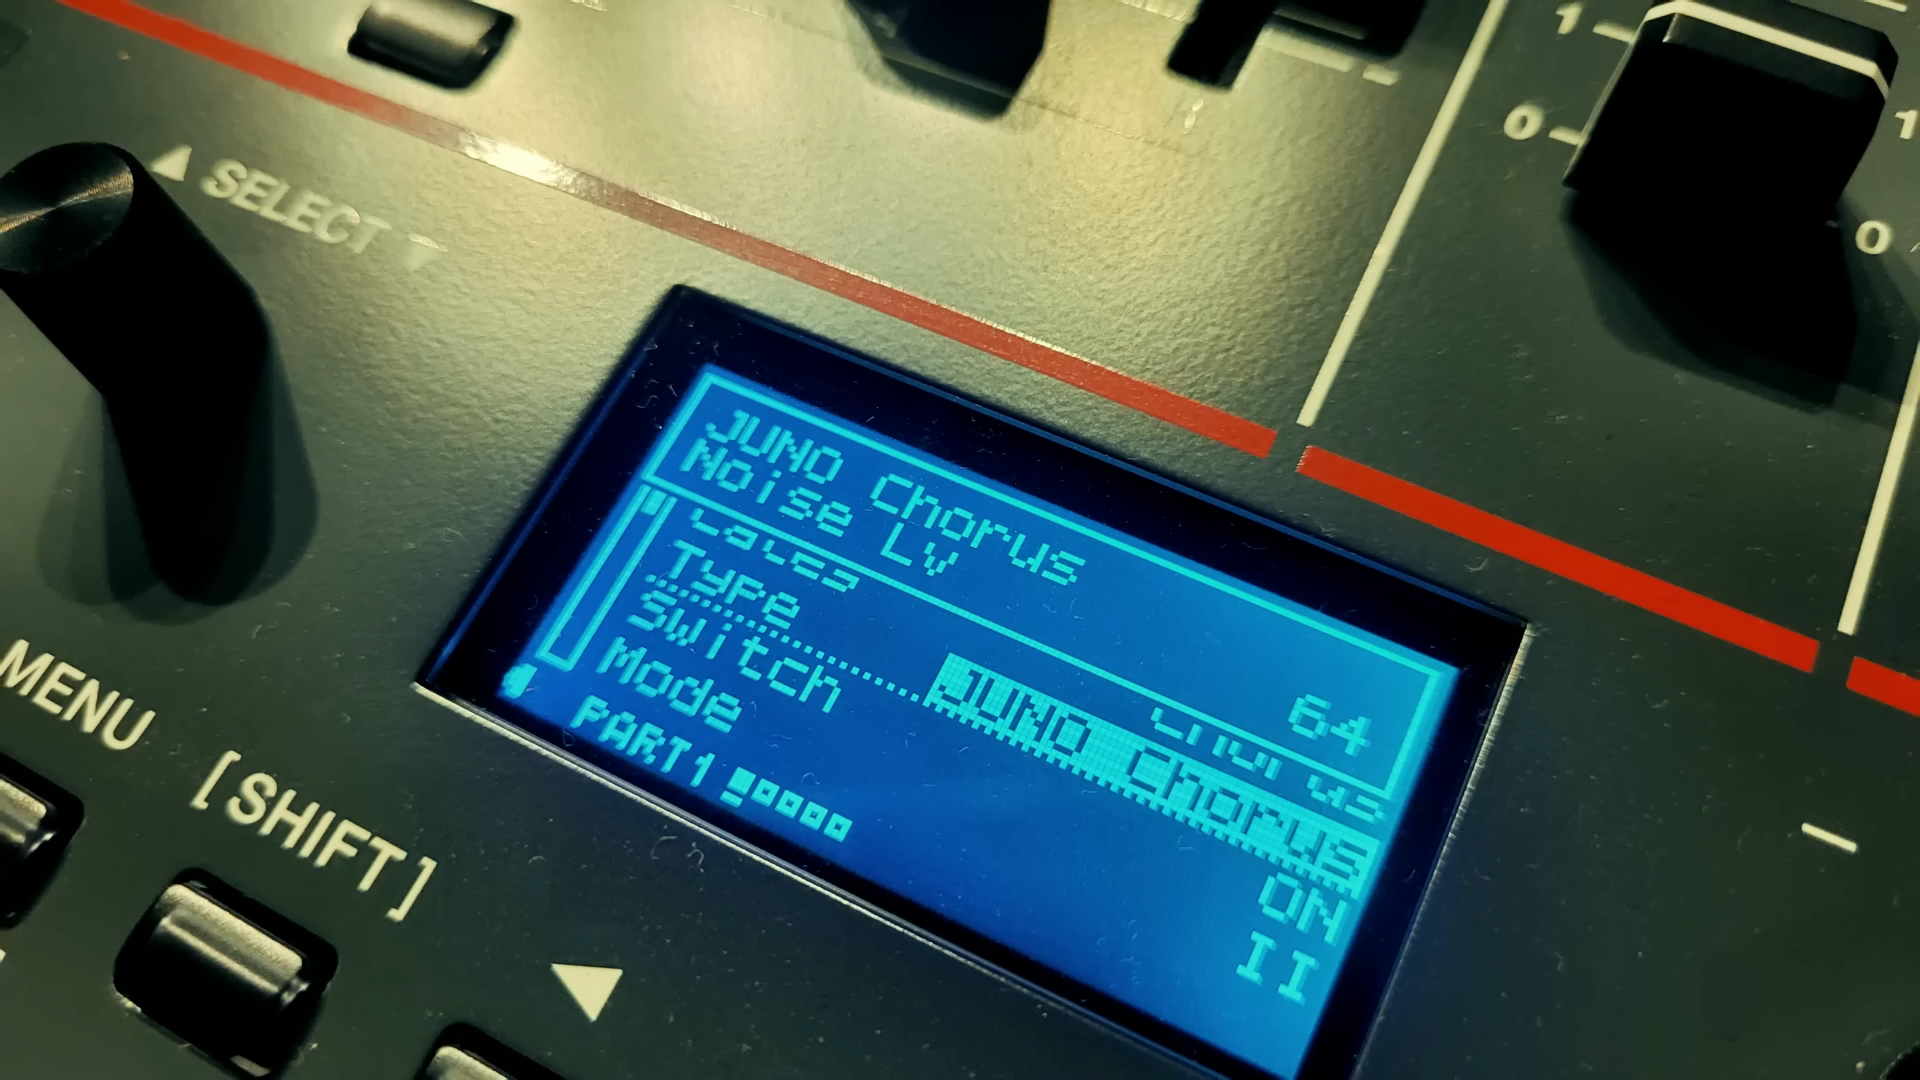 1
0
1
0
▲ SELECT ▼
JUNO Chorus
Noise Lv 64
Type JUNO Chorus
Switch ON
Mode II
PART1
MENU
[SHIFT]